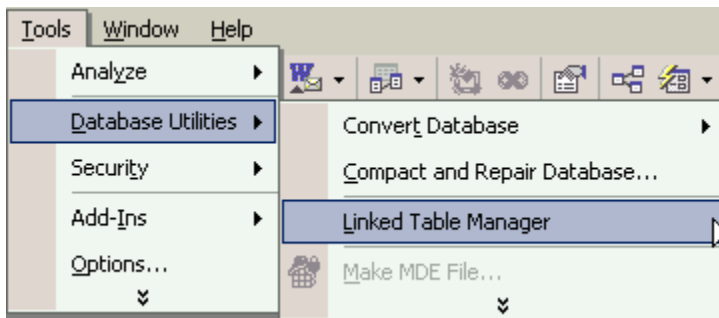 Tools Window Help
Analyze
Database Utilities
Security
Add-Ins
Options...
Convert Database
Compact and Repair Database...
Linked Table Manager
Make MDE File...